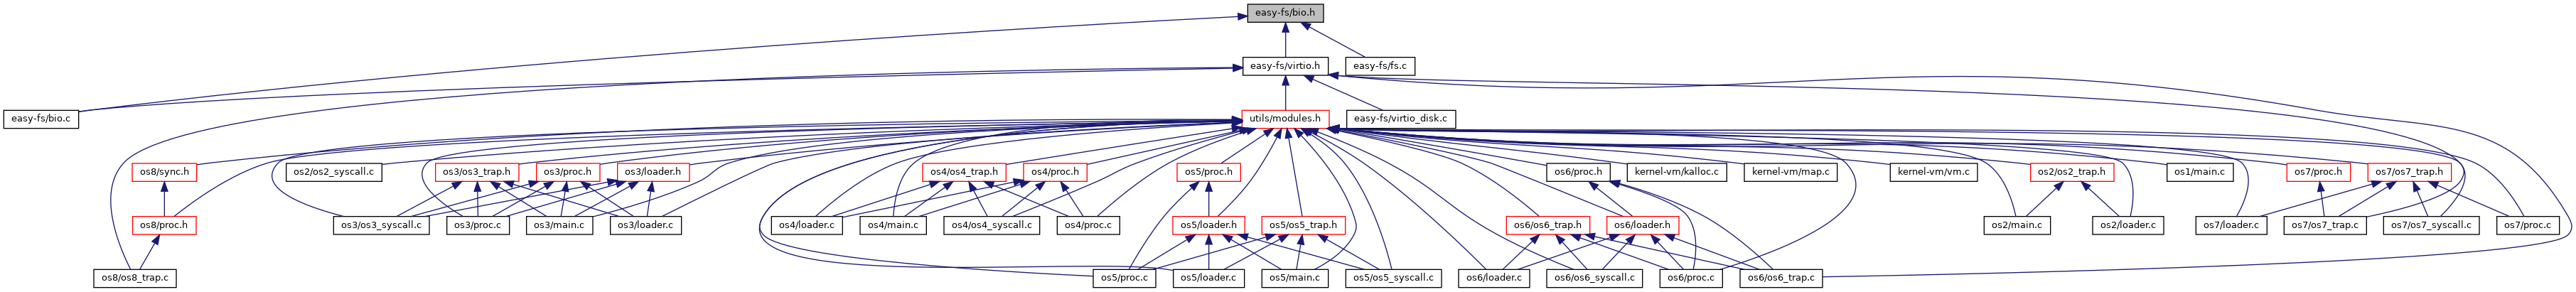 easy-fs/bio.h
easy-fs/virtio.h
easy-fs/fs.c
easy-fs/bio.c
utils/modules.h
easy-fs/virtio_disk.c
os8/sync.h
os2/os2_syscall.c
os3/os3_trap.h
os3/proc.h
os3/loader.h
os4/os4_trap.h
os4/proc.h
os5/proc.h
os6/proc.h
kernel-vm/kalloc.c
kernel-vm/map.c
kernel-vm/vm.c
os2/os2_trap.h
os1/main.c
os7/proc.h
os7/os7_trap.h
os8/proc.h
os3/os3_syscall.c
os3/proc.c
os3/main.c
os3/loader.c
os4/loader.c
os4/main.c
os4/os4_syscall.c
os4/proc.c
os5/loader.h
os5/os5_trap.h
os6/os6_trap.h
os6/loader.h
os2/main.c
os2/loader.c
os7/loader.c
os7/os7_trap.c
os7/os7_syscall.c
os7/proc.c
os8/os8_trap.c
os5/proc.c
os5/loader.c
os5/main.c
os5/os5_syscall.c
os6/loader.c
os6/os6_syscall.c
os6/proc.c
os6/os6_trap.c